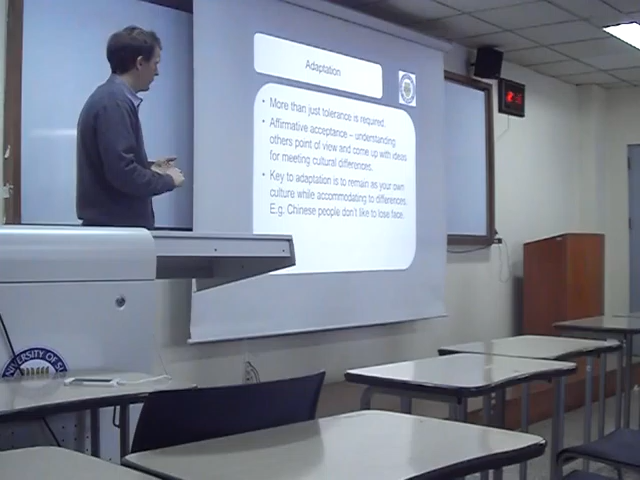 Adaptation
• More than just tolerance is required.
• Affirmative acceptance – understanding
others point of view and come up with ideas
for meeting cultural differences.
• Key to adaptation is to remain as your own
culture while accommodating to differences.
E.g. Chinese people don't like to lose face.
UNIVERSITY OF